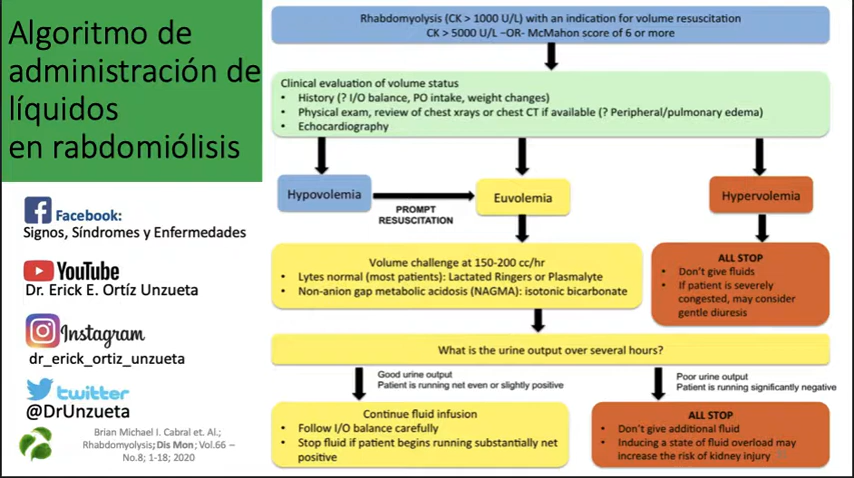 Algoritmo de
administración de
líquidos
en rabdomiólisis
Facebook:
Signos, Síndromes y Enfermedades
YouTube
Dr. Erick E. Ortíz Unzueta
Instagram
dr_erick_ortiz_unzueta
twitter
@DrUnzueta
Brian Michael I. Cabral et. Al.;
Rhabdomyolysis; Dis Mon; Vol.66 –
No.8; 1-18; 2020
Rhabdomyolysis (CK > 1000 U/L) with an indication for volume resuscitation
CK > 5000 U/L –OR- McMahon score of 6 or more
Clinical evaluation of volume status
• History (? I/O balance, PO intake, weight changes)
• Physical exam, review of chest xrays or chest CT if available (? Peripheral/pulmonary edema)
• Echocardiography
Hypovolemia
PROMPT
RESUSCITATION
Euvolemia
Hypervolemia
Volume challenge at 150-200 cc/hr
• Lytes normal (most patients): Lactated Ringers or Plasmalyte
• Non-anion gap metabolic acidosis (NAGMA): isotonic bicarbonate
ALL STOP
• Don't give fluids
• If patient is severely
congested, may consider
gentle diuresis
What is the urine output over several hours?
Good urine output
Patient is running net even or slightly positive
Poor urine output
Patient is running significantly negative
Continue fluid infusion
• Follow I/O balance carefully
• Stop fluid if patient begins running substantially net
positive
ALL STOP
• Don't give additional fluid
• Inducing a state of fluid overload may
increase the risk of kidney injury